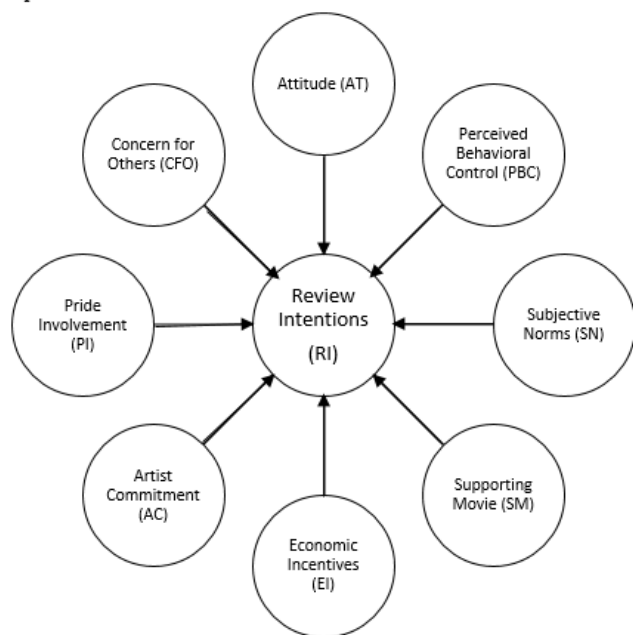 Attitude (AT)
Concern for
Others (CFO)
Perceived
Behavioral
Control (PBC)
Pride
Involvement
(PI)
Review
Intentions
(RI)
Subjective
Norms (SN)
Artist
Commitment
(AC)
Supporting
Movie (SM)
Economic
Incentives
(EI)